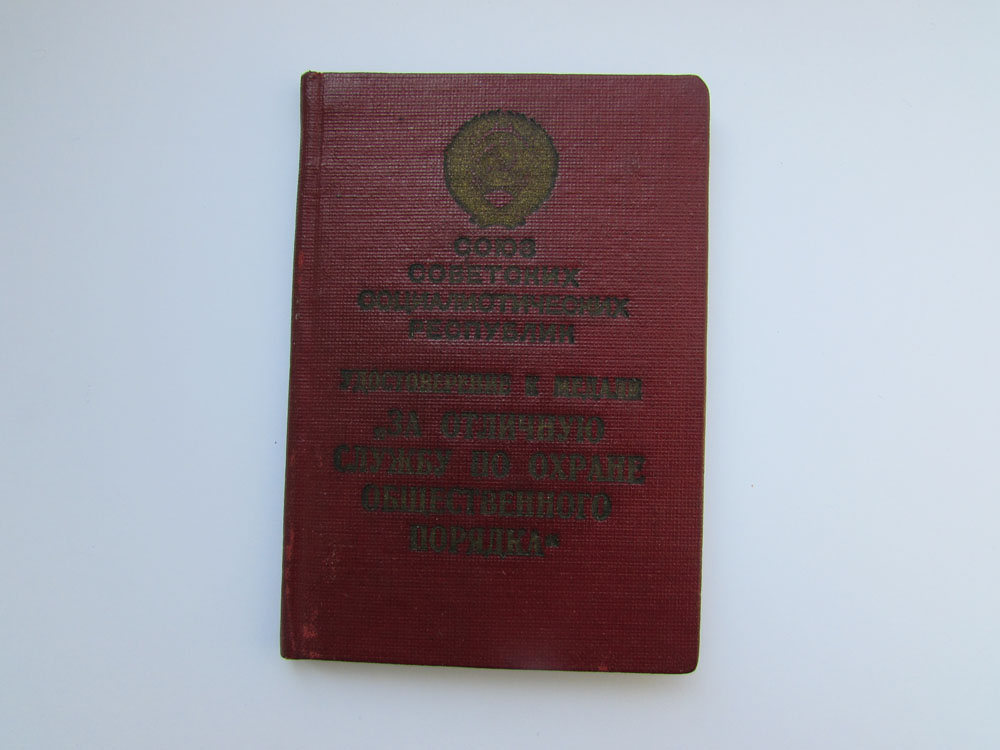 СОЮЗ
СОВЕТСКИХ
СОЦИАЛИСТИЧЕСКИХ
РЕСПУБЛИК
УДОСТОВЕРЕНИЕ К МЕДАЛИ
„ЗА ОТЛИЧНУЮ
СЛУЖБУ ПО ОХРАНЕ
ОБЩЕСТВЕННОГО
ПОРЯДКА“